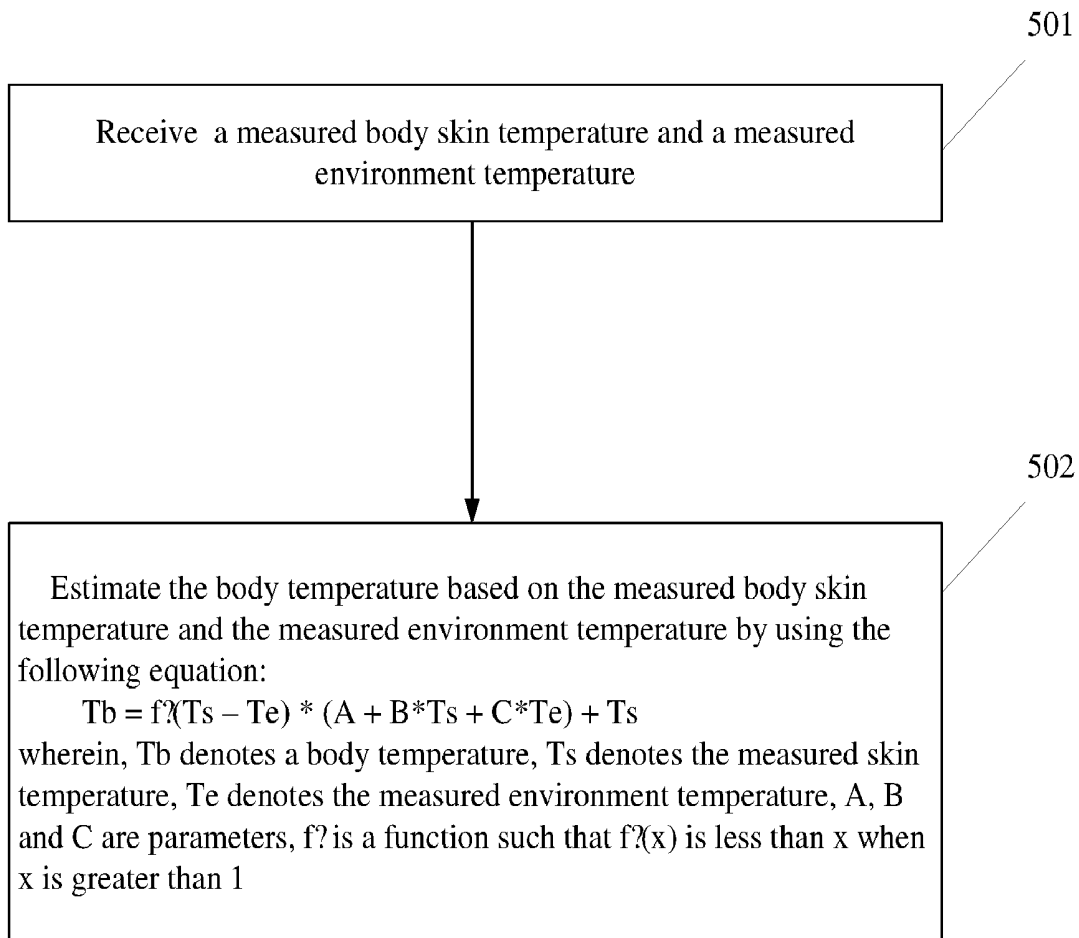 501
Receive a measured body skin temperature and a measured
environment temperature
502
Estimate the body temperature based on the measured body skin
temperature and the measured environment temperature by using the
following equation:
Tb = f?(Ts – Te) * (A + B*Ts + C*Te) + Ts
wherein, Tb denotes a body temperature, Ts denotes the measured skin
temperature, Te denotes the measured environment temperature, A, B
and C are parameters, f? is a function such that f?(x) is less than x when
x is greater than 1